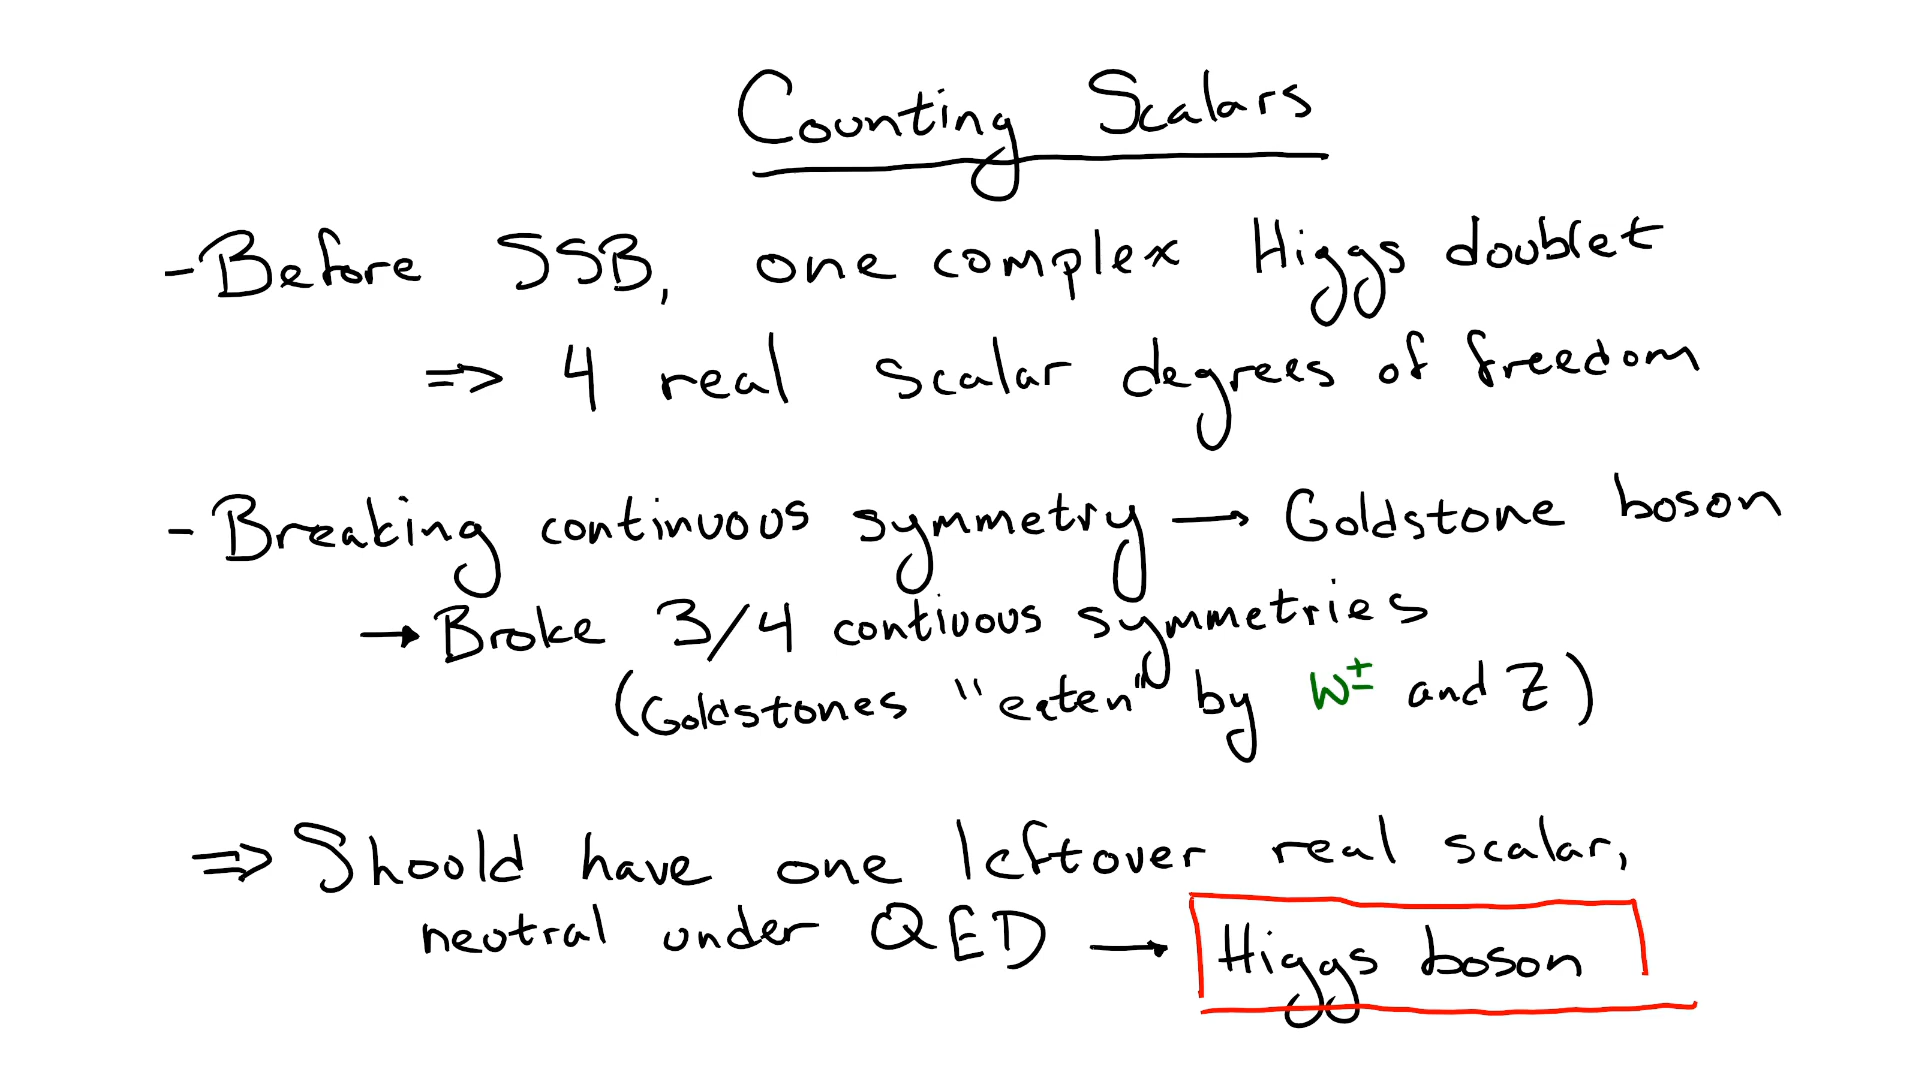 Counting Scalars
- Before SSB, one complex Higgs doublet
=> 4 real scalar degrees of freedom
- Breaking continuous symmetry → Goldstone boson
→ Broke 3/4 contiuous symmetries
(Goldstones "eaten" by W± and Z)
=> Should have one leftover real scalar,
neutral under QED → Higgs boson